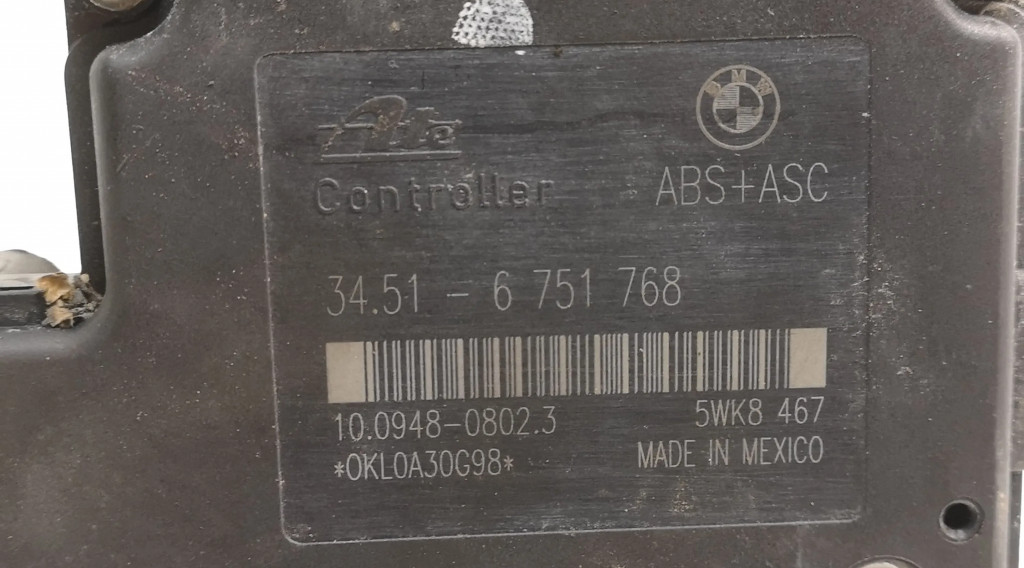 Ate
BMW
Controller
ABS+ASC
34.51 - 6 751 768
10.0948-0802.3
5WK8 467
*0KL0A30G98*
MADE IN MEXICO